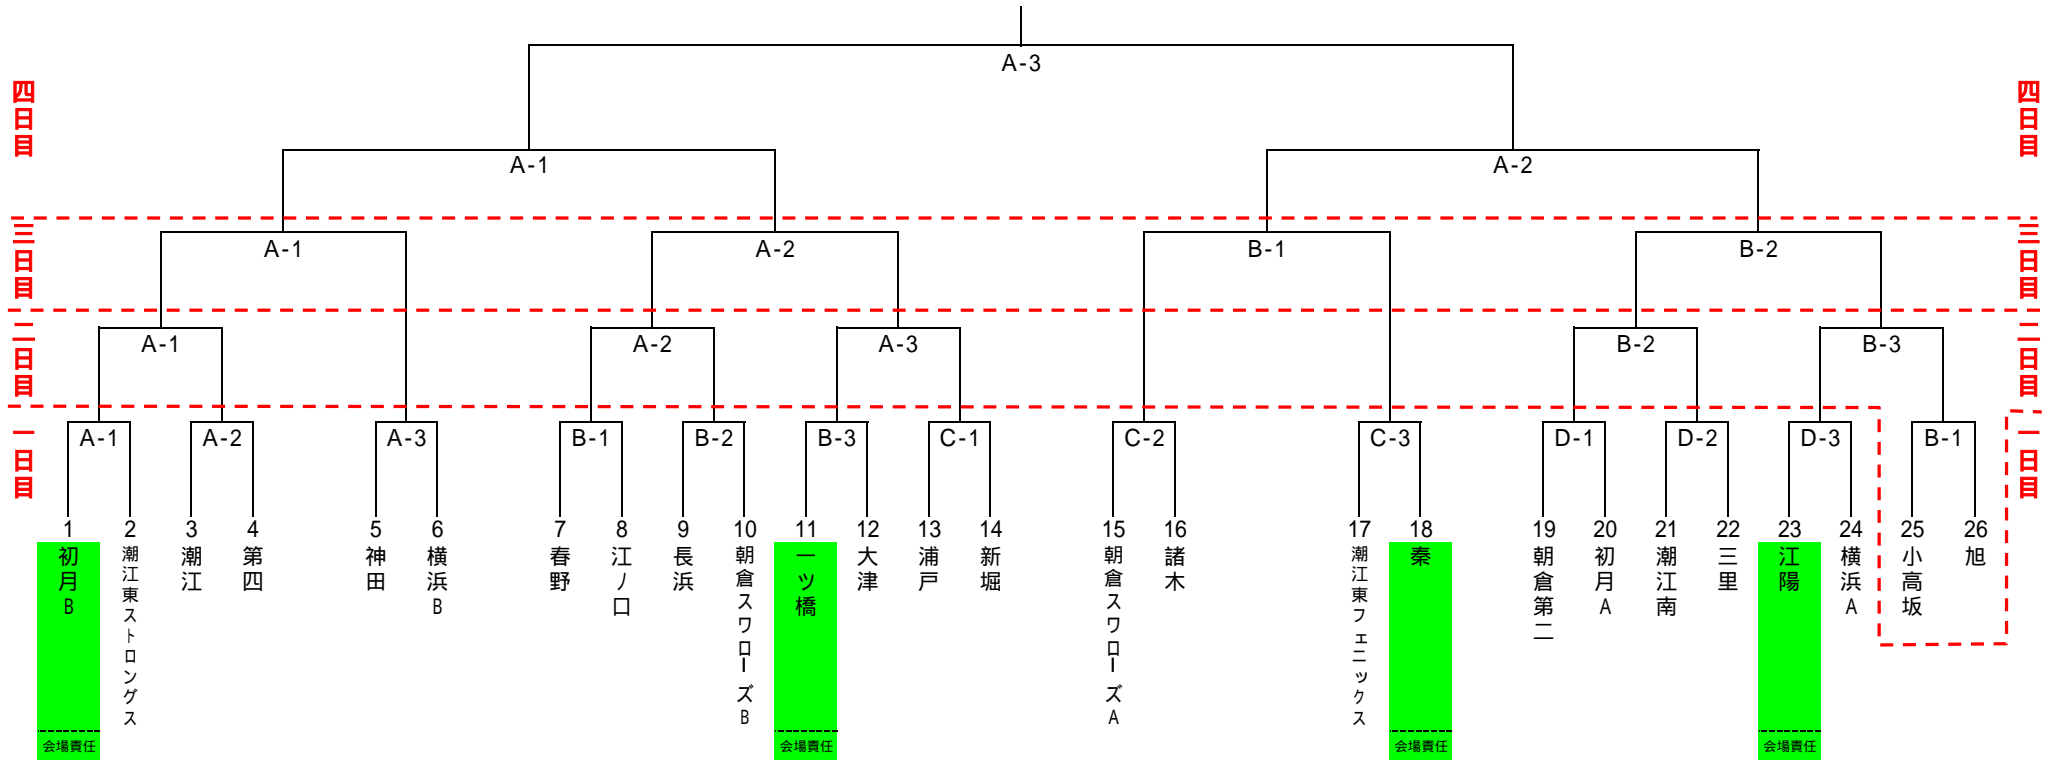 A-3
四日目
四日目
A-1
A-2
三日目
三日目
A-1
A-2
B-1
B-2
二日目
二日目
A-1
A-2
A-3
B-2
B-3
一日目
一日目
A-1
A-2
A-3
B-1
B-2
B-3
C-1
C-2
C-3
D-1
D-2
D-3
B-1
1
2
3
4
5
6
7
8
9
10
11
12
13
14
15
16
17
18
19
20
21
22
23
24
25
26
初月B
潮江東ストロングス
潮江
第四
神田
横浜B
春野
江ノ口
長浜
朝倉スワローズB
一ツ橋
大津
浦戸
新堀
朝倉スワローズA
諸木
潮江東フェニックス
秦
朝倉第二
初月A
潮江南
三里
江陽
横浜A
小高坂
旭
会場責任
会場責任
会場責任
会場責任